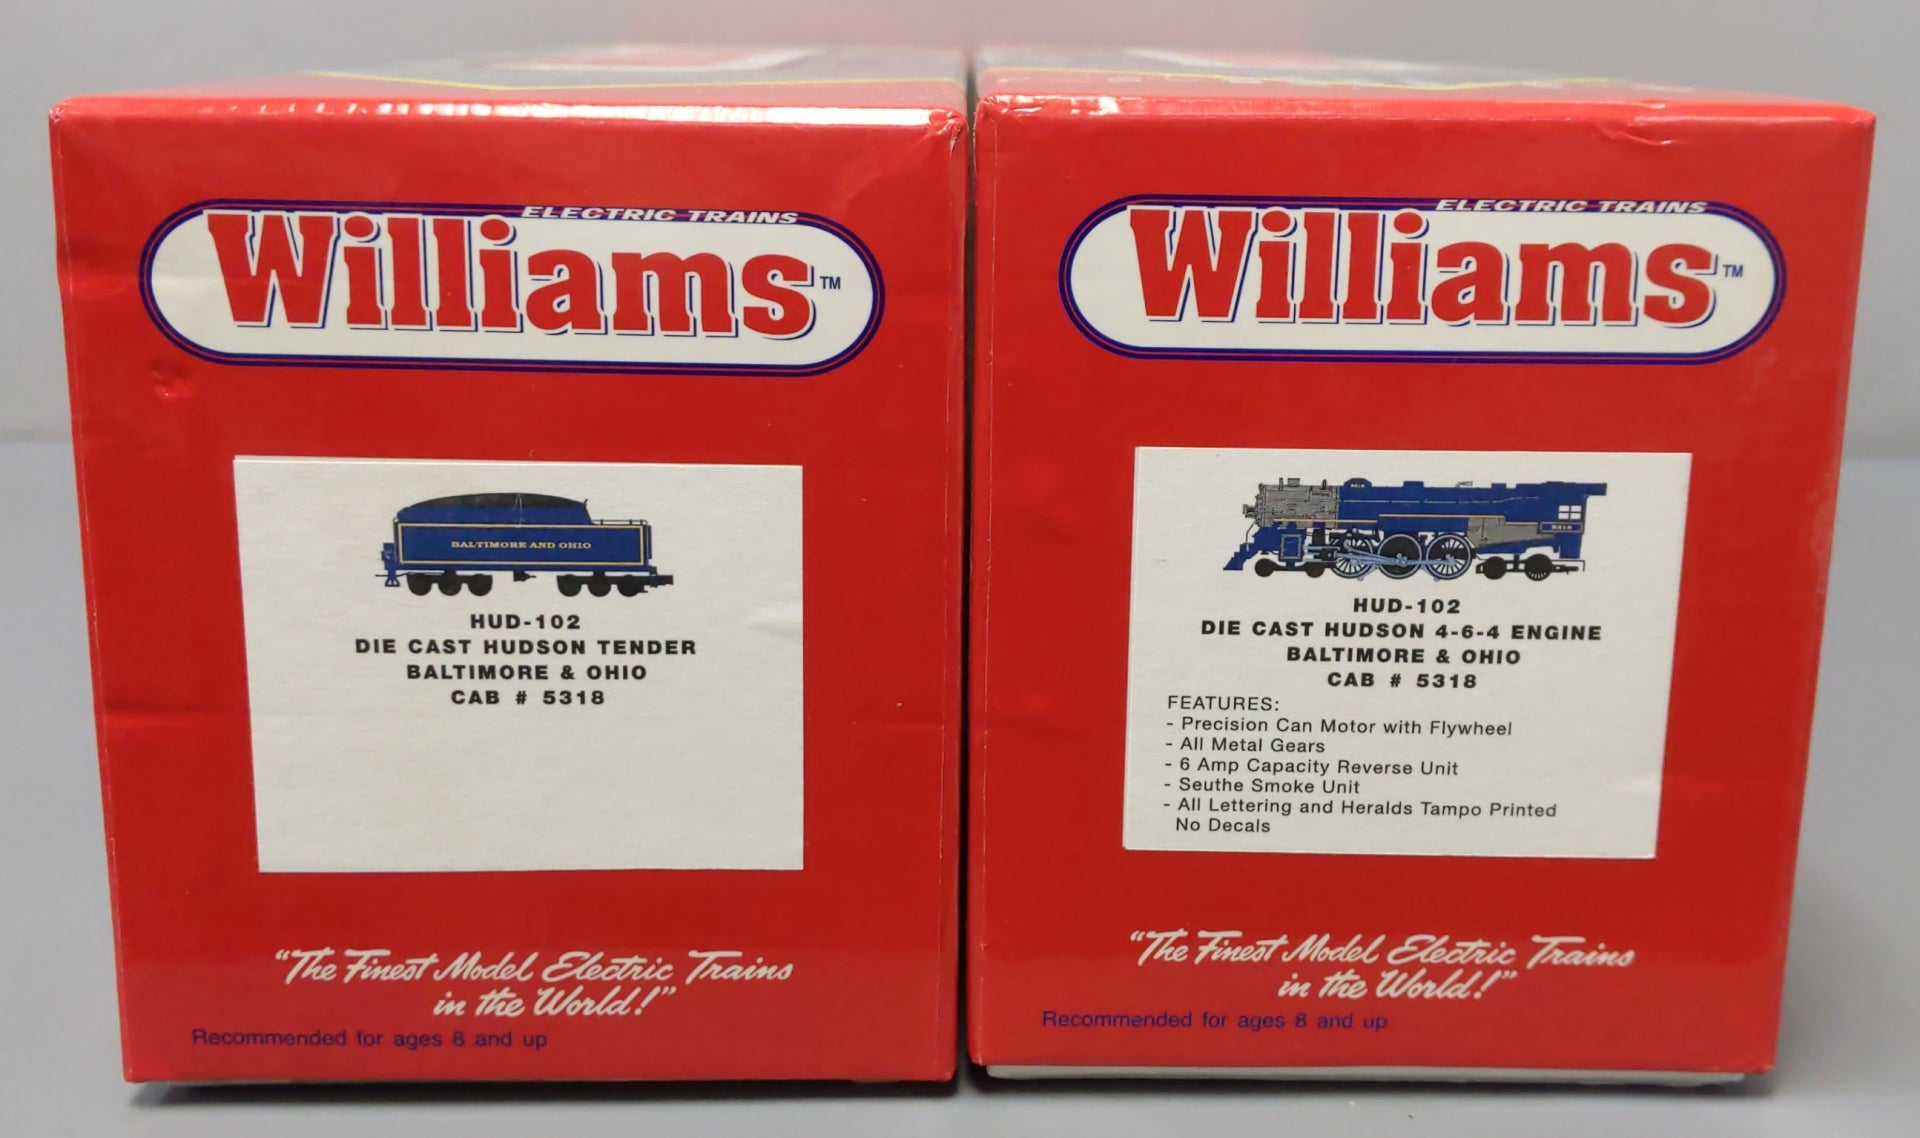 ELECTRIC TRAINS
Williams™
BALTIMORE AND OHIO
HUD-102
DIE CAST HUDSON TENDER
BALTIMORE & OHIO
CAB # 5318
"The Finest Model Electric Trains
in the World!"
Recommended for ages 8 and up
ELECTRIC TRAINS
Williams™
5318
5318
HUD-102
DIE CAST HUDSON 4-6-4 ENGINE
BALTIMORE & OHIO
CAB # 5318
FEATURES:
- Precision Can Motor with Flywheel
- All Metal Gears
- 6 Amp Capacity Reverse Unit
- Seuthe Smoke Unit
- All Lettering and Heralds Tampo Printed
No Decals
"The Finest Model Electric Trains
in the World!"
Recommended for ages 8 and up